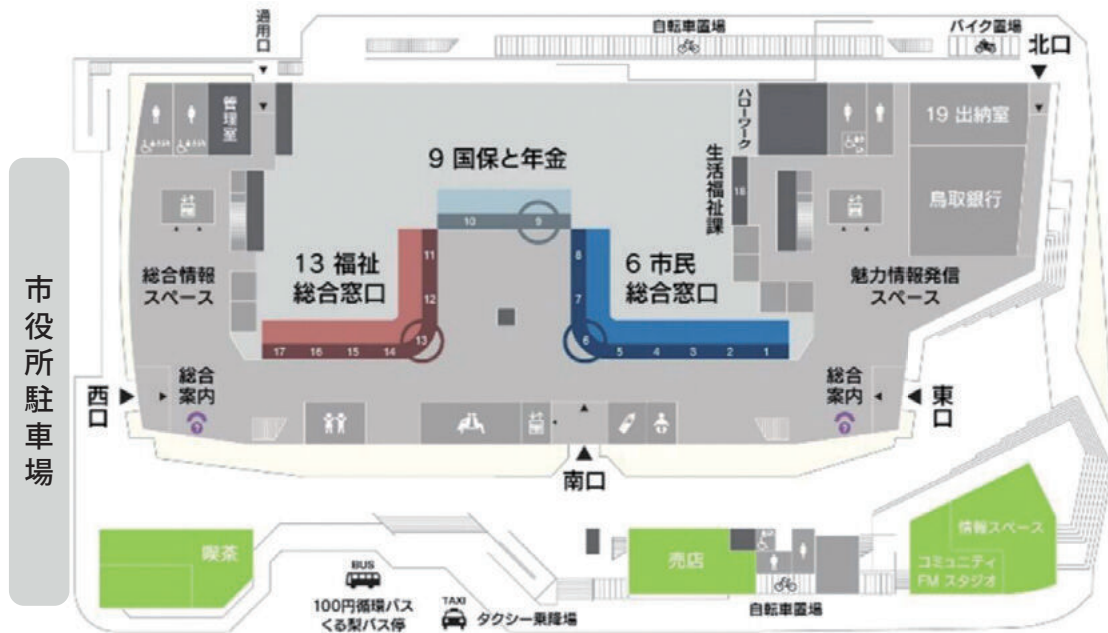 通用口
自転車置場
バイク置場
北口
管理室
ハローワーク
19 出納室
9 国保と年金
生活福祉課
鳥取銀行
10
9
18
13 福祉
総合窓口
11
12
13
14
15
16
17
6 市民
総合窓口
8
7
6
5
4
3
2
1
総合情報
スペース
魅力情報発信
スペース
市役所駐車場
西口
総合
案内
?
総合
案内
?
東口
南口
喫茶
売店
情報スペース
コミュニティ
FMスタジオ
BUS
100円循環バス
くる梨バス停
TAXI
タクシー乗降場
自転車置場